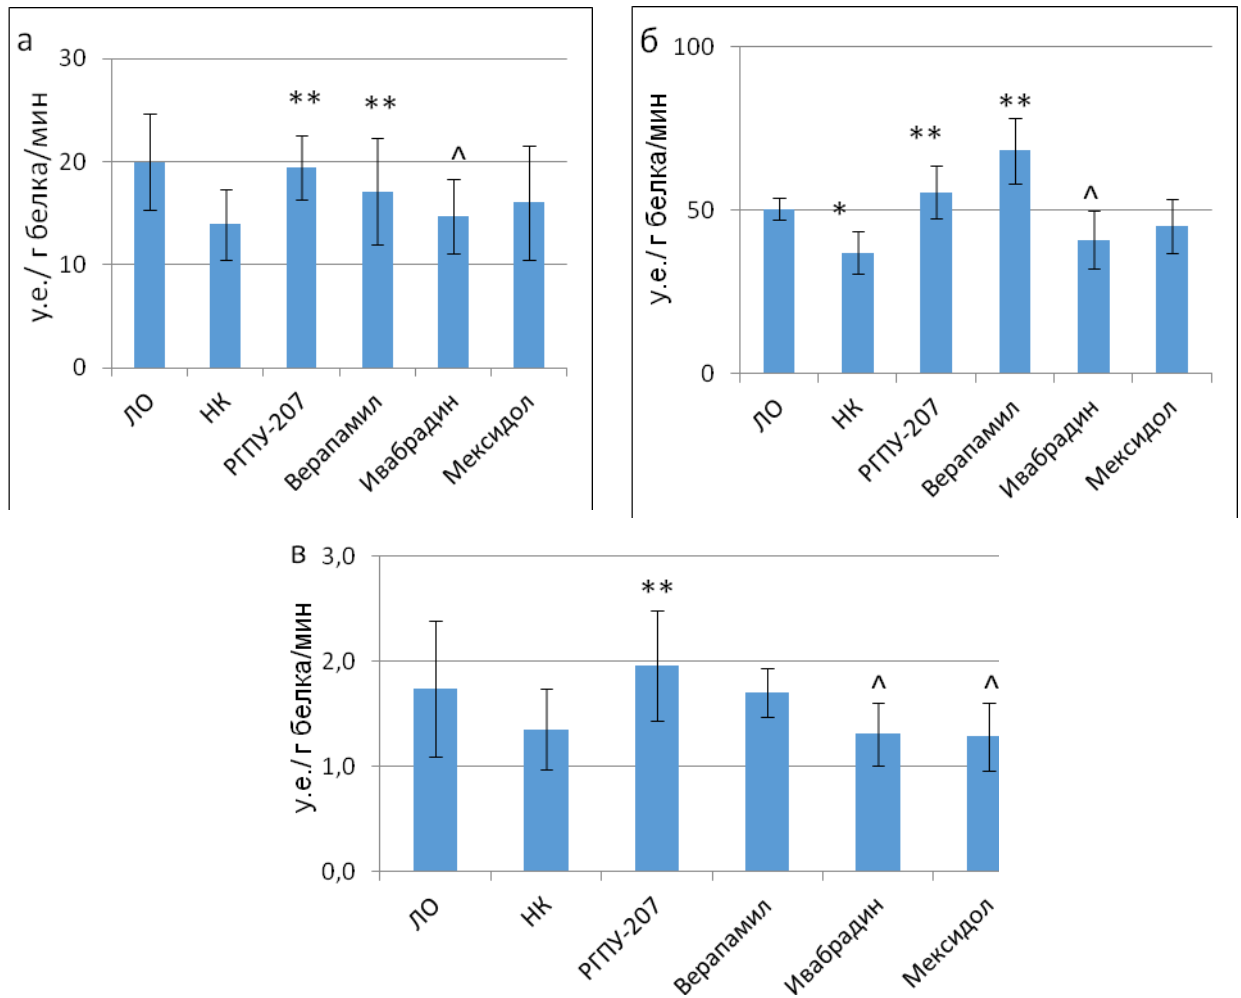 а
у.е./ г белка/мин
30
20
10
0
** ** ^
ЛО НК РГПУ-207 Верапамил Ивабрадин Мексидол
б
у.е./ г белка/мин
100
50
0
* ** ** ^
ЛО НК РГПУ-207 Верапамил Ивабрадин Мексидол
в
у.е./ г белка/мин
3,0
2,0
1,0
0,0
** ^ ^
ЛО НК РГПУ-207 Верапамил Ивабрадин Мексидол